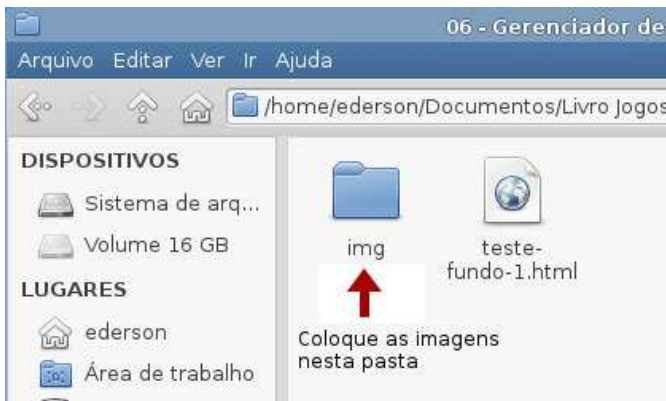 06 - Gerenciador de
Arquivo Editar Ver Ir Ajuda
/home/ederson/Documentos/Livro Jogos
DISPOSITIVOS
Sistema de arq...
Volume 16 GB
LUGARES
ederson
Área de trabalho
img
teste-
fundo-1.html
Coloque as imagens
nesta pasta